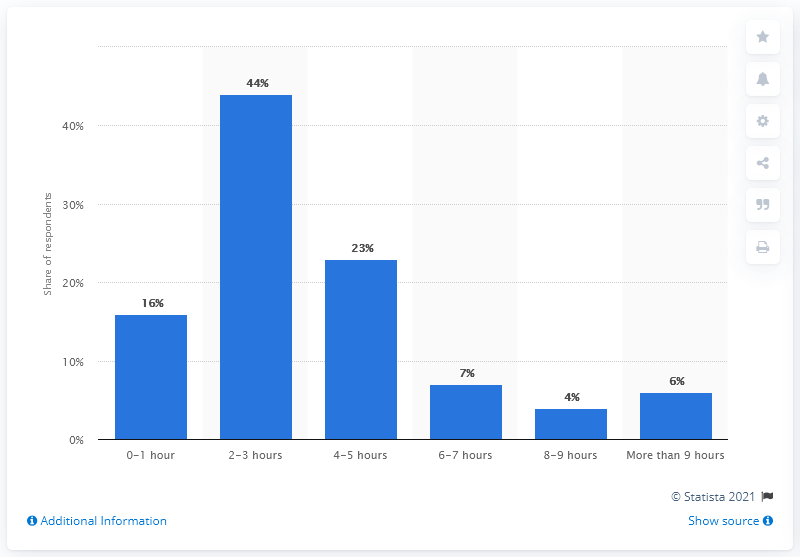 44%
40%
30%
23%
20%
16%
10%
7%
6%
4%
0%
Share of respondents
0-1 hour
2-3 hours
4-5 hours
6-7 hours
8-9 hours
More than 9 hours
© Statista 2021
Additional Information
Show source